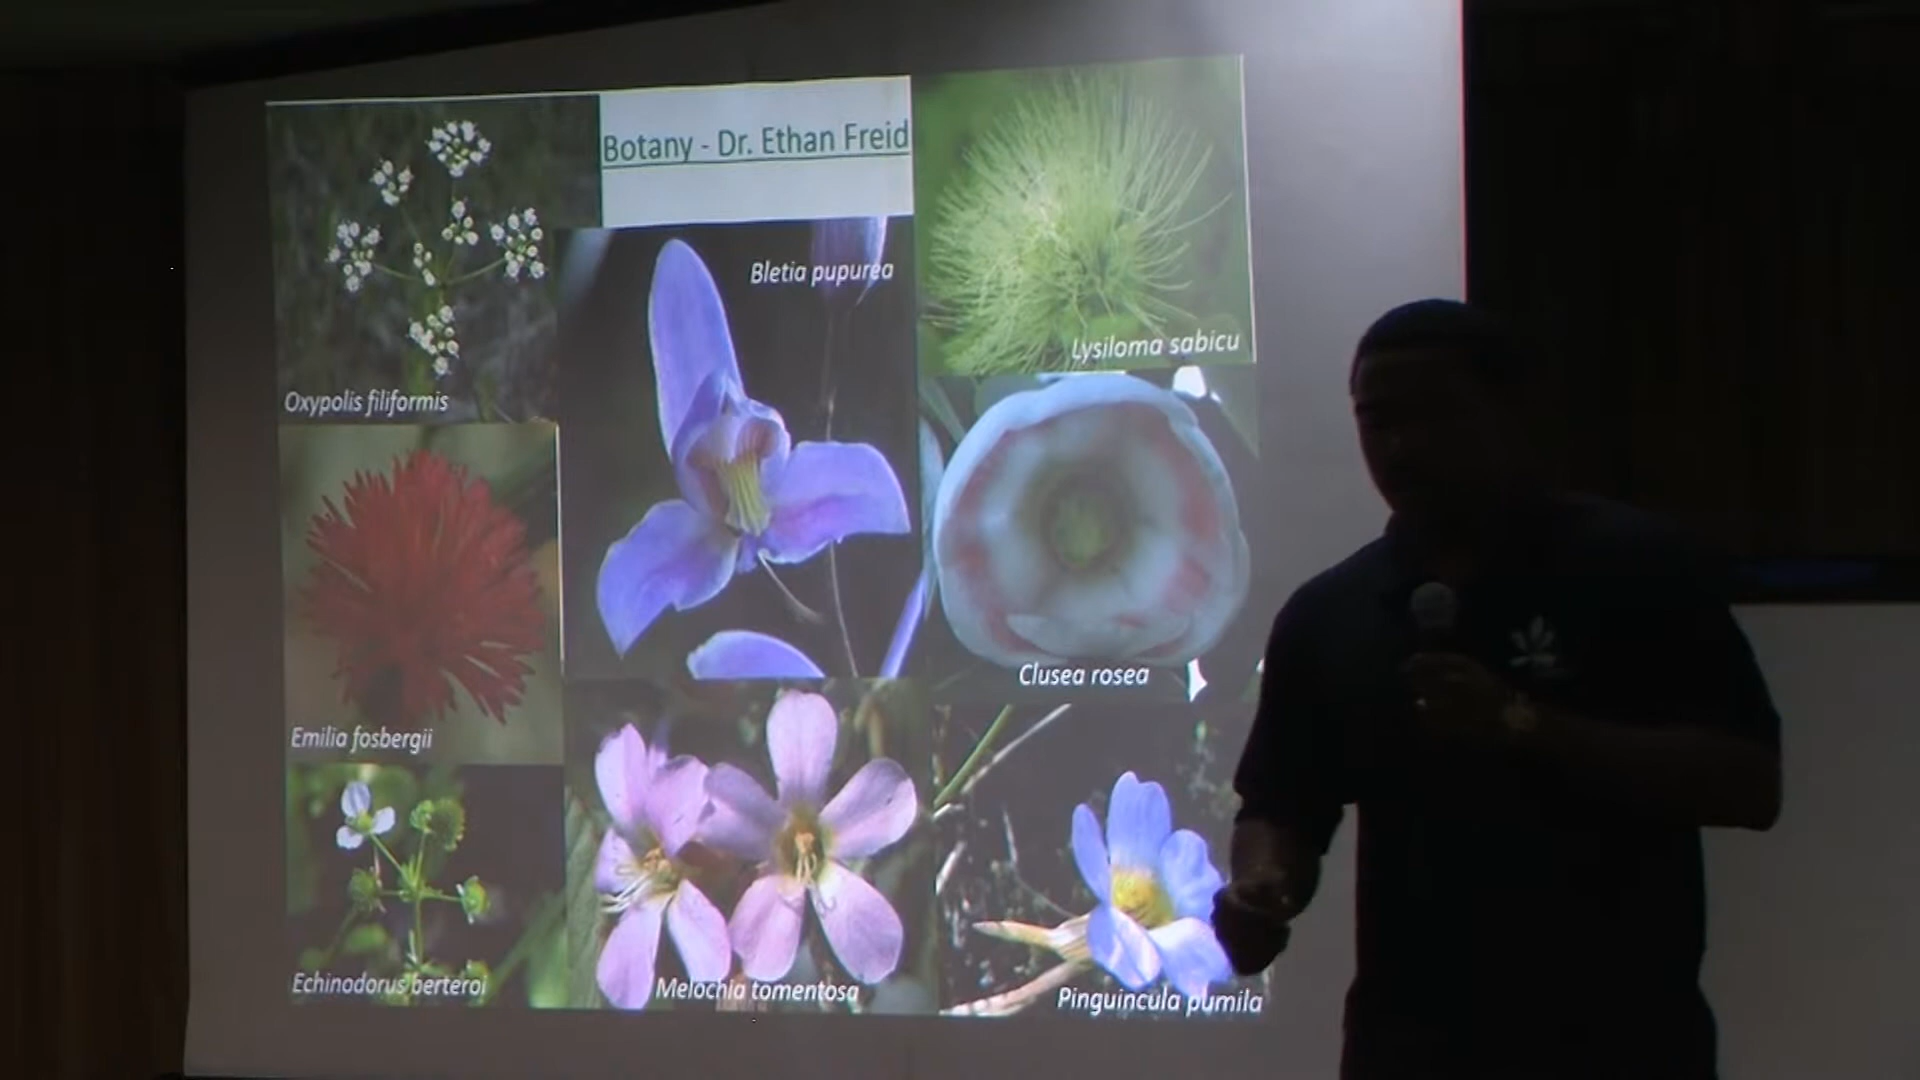 Botany - Dr. Ethan Freid
Bletia pupurea
Lysiloma sabicu
Oxypolis filiformis
Clusea rosea
Emilia fosbergii
Echinodorus berteroi
Melochia tomentosa
Pinguincula pumila